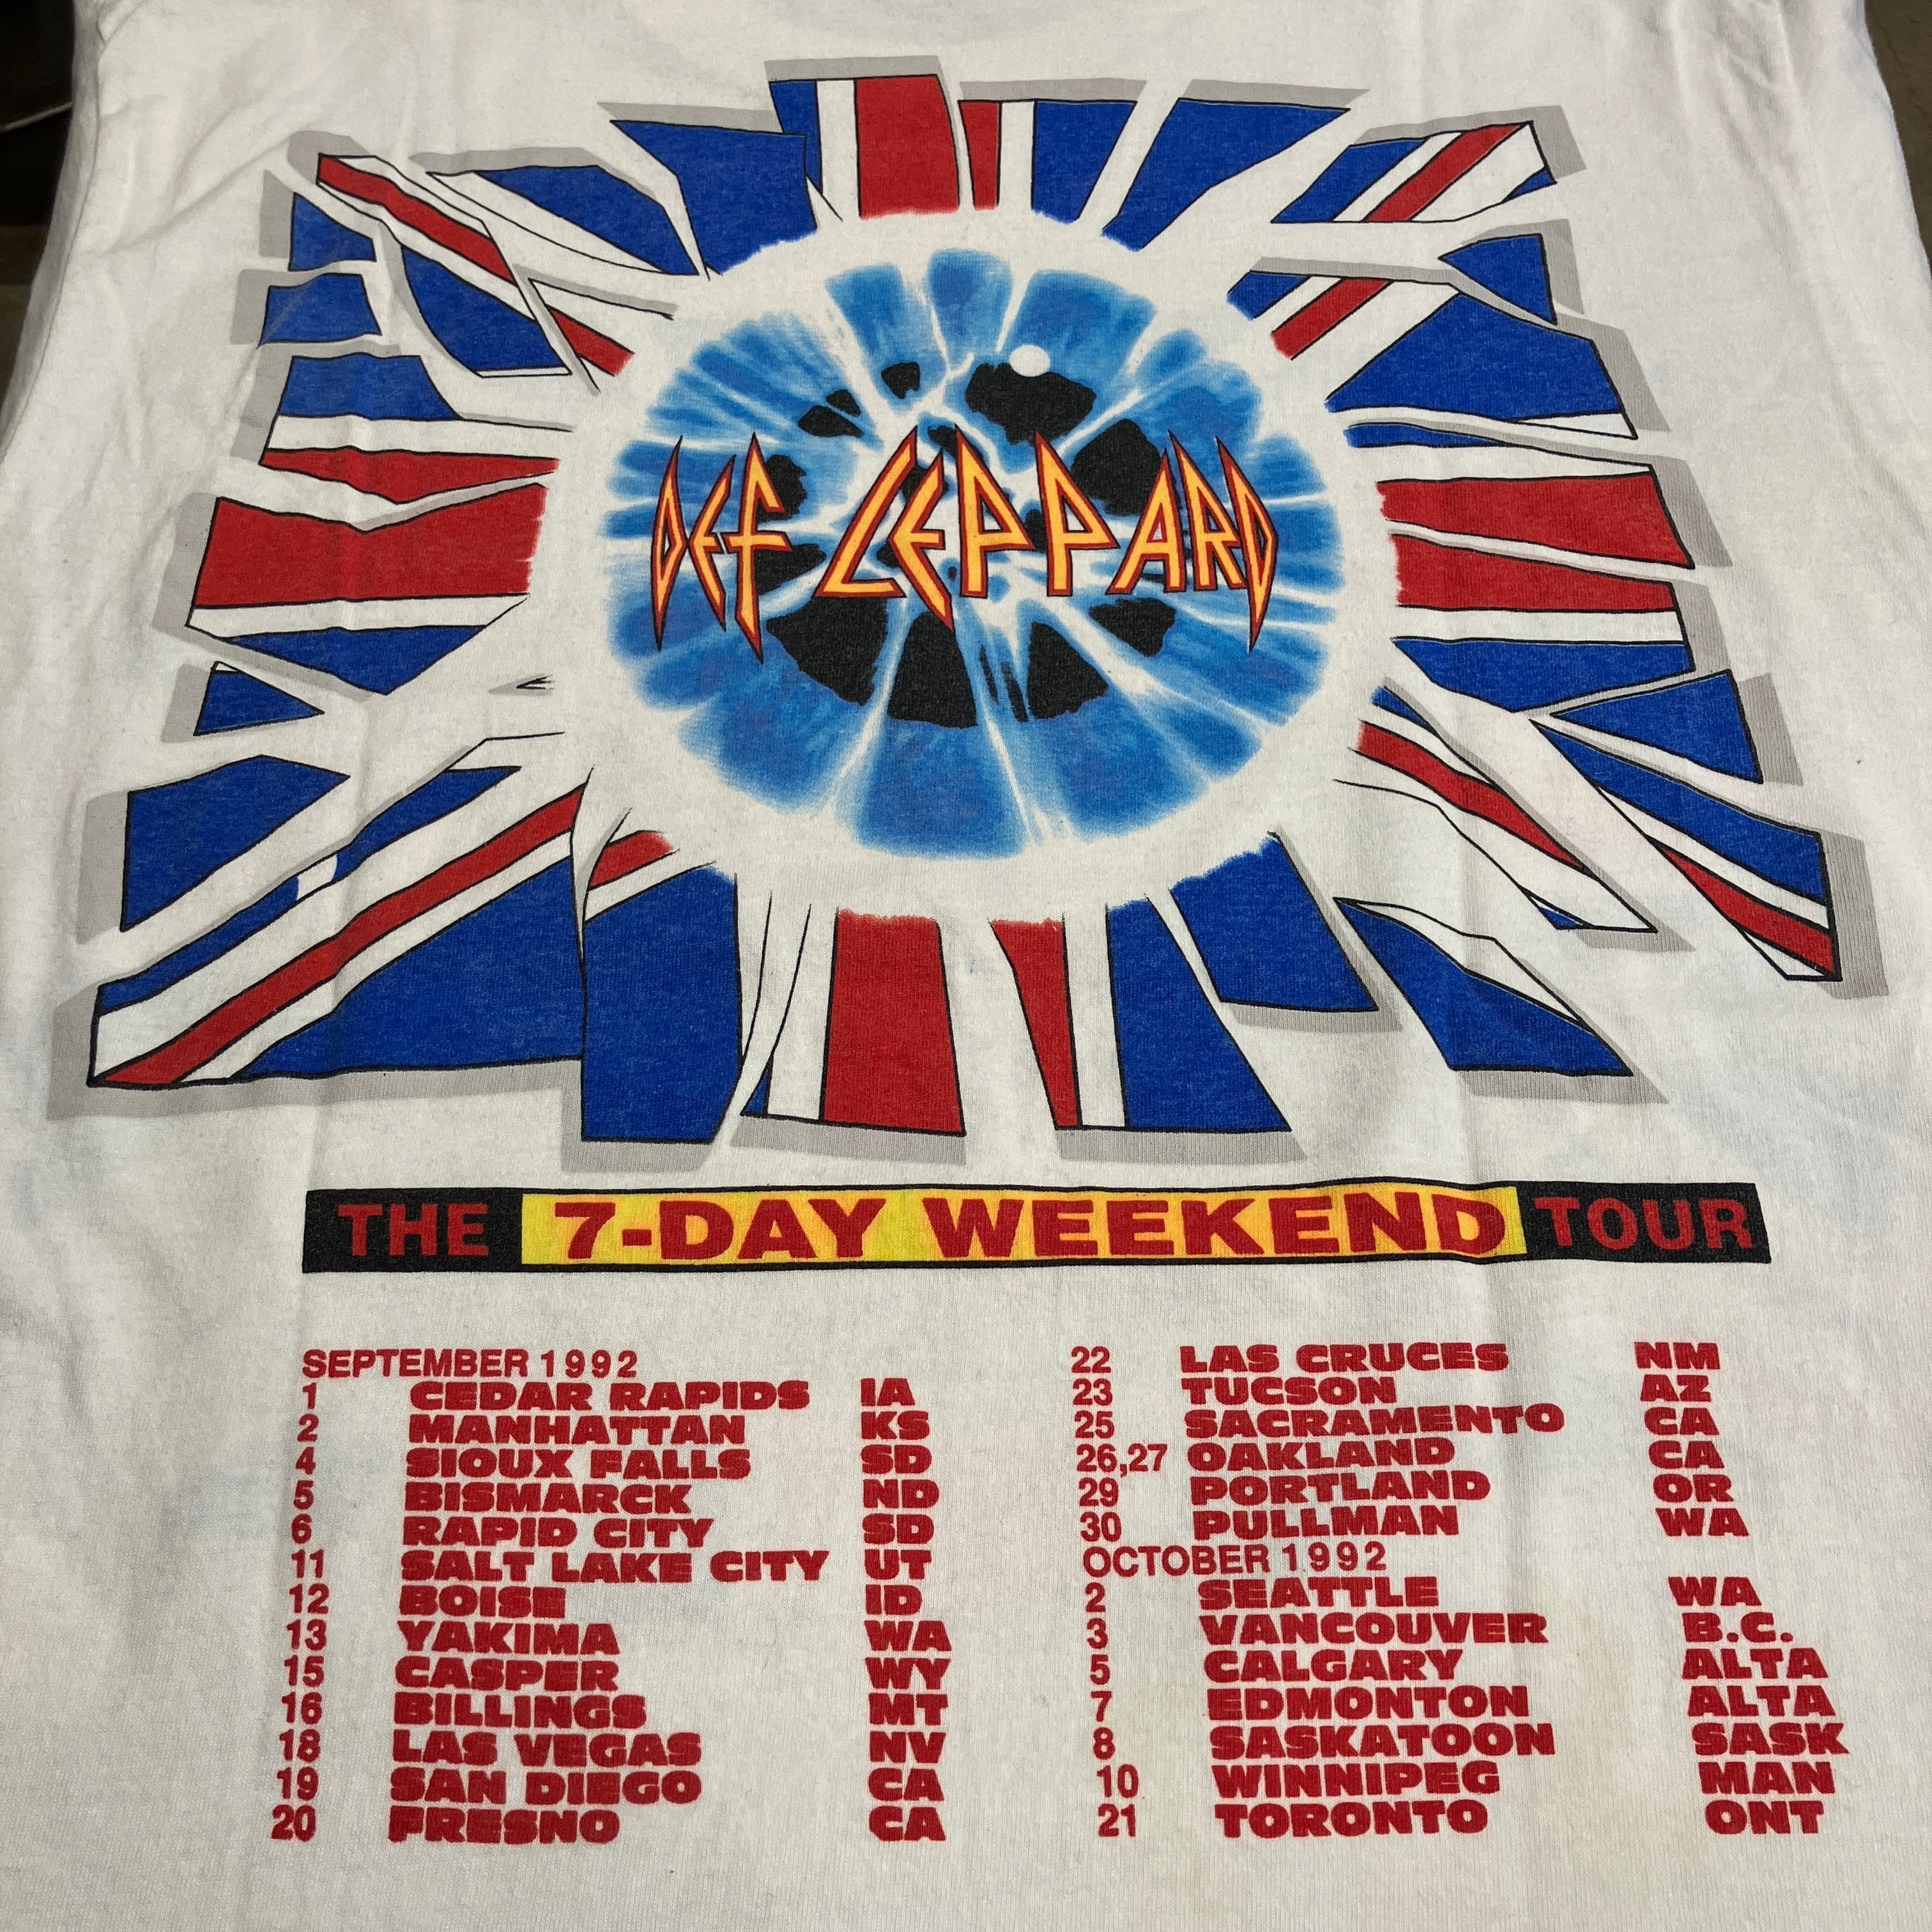 DEF LEPPARD
THE 7-DAY WEEKEND TOUR
SEPTEMBER 1992
1 CEDAR RAPIDS IA
2 MANHATTAN KS
4 SIOUX FALLS SD
5 BISMARCK ND
6 RAPID CITY SD
11 SALT LAKE CITY UT
12 BOISE ID
13 YAKIMA WA
15 CASPER WY
16 BILLINGS MT
18 LAS VEGAS NV
19 SAN DIEGO CA
20 FRESNO CA
22 LAS CRUCES NM
23 TUCSON AZ
25 SACRAMENTO CA
26,27 OAKLAND CA
29 PORTLAND OR
30 PULLMAN WA
OCTOBER 1992
2 SEATTLE WA
3 VANCOUVER B.C.
5 CALGARY ALTA
7 EDMONTON ALTA
8 SASKATOON SASK
10 WINNIPEG MAN
21 TORONTO ONT